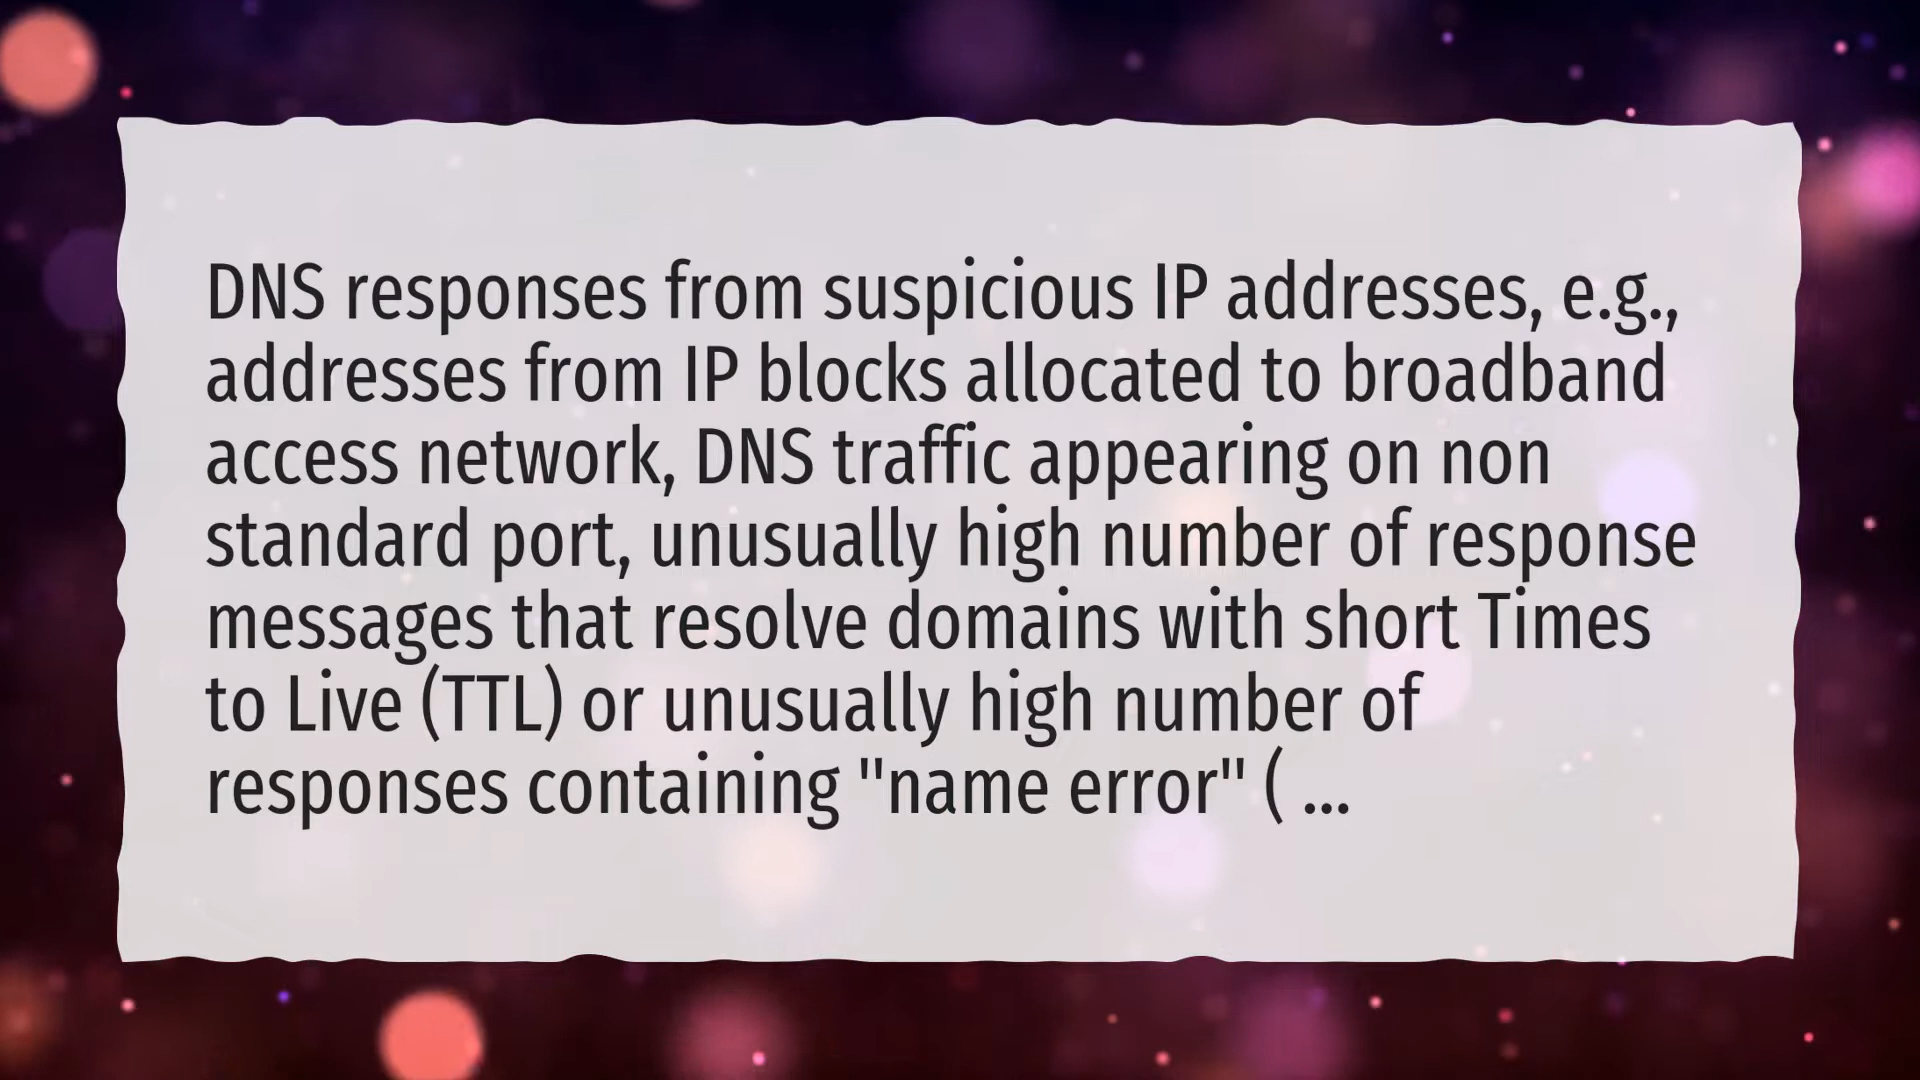 DNS responses from suspicious IP addresses, e.g.,
addresses from IP blocks allocated to broadband
access network, DNS traffic appearing on non
standard port, unusually high number of response
messages that resolve domains with short Times
to Live (TTL) or unusually high number of
responses containing "name error" ( ...